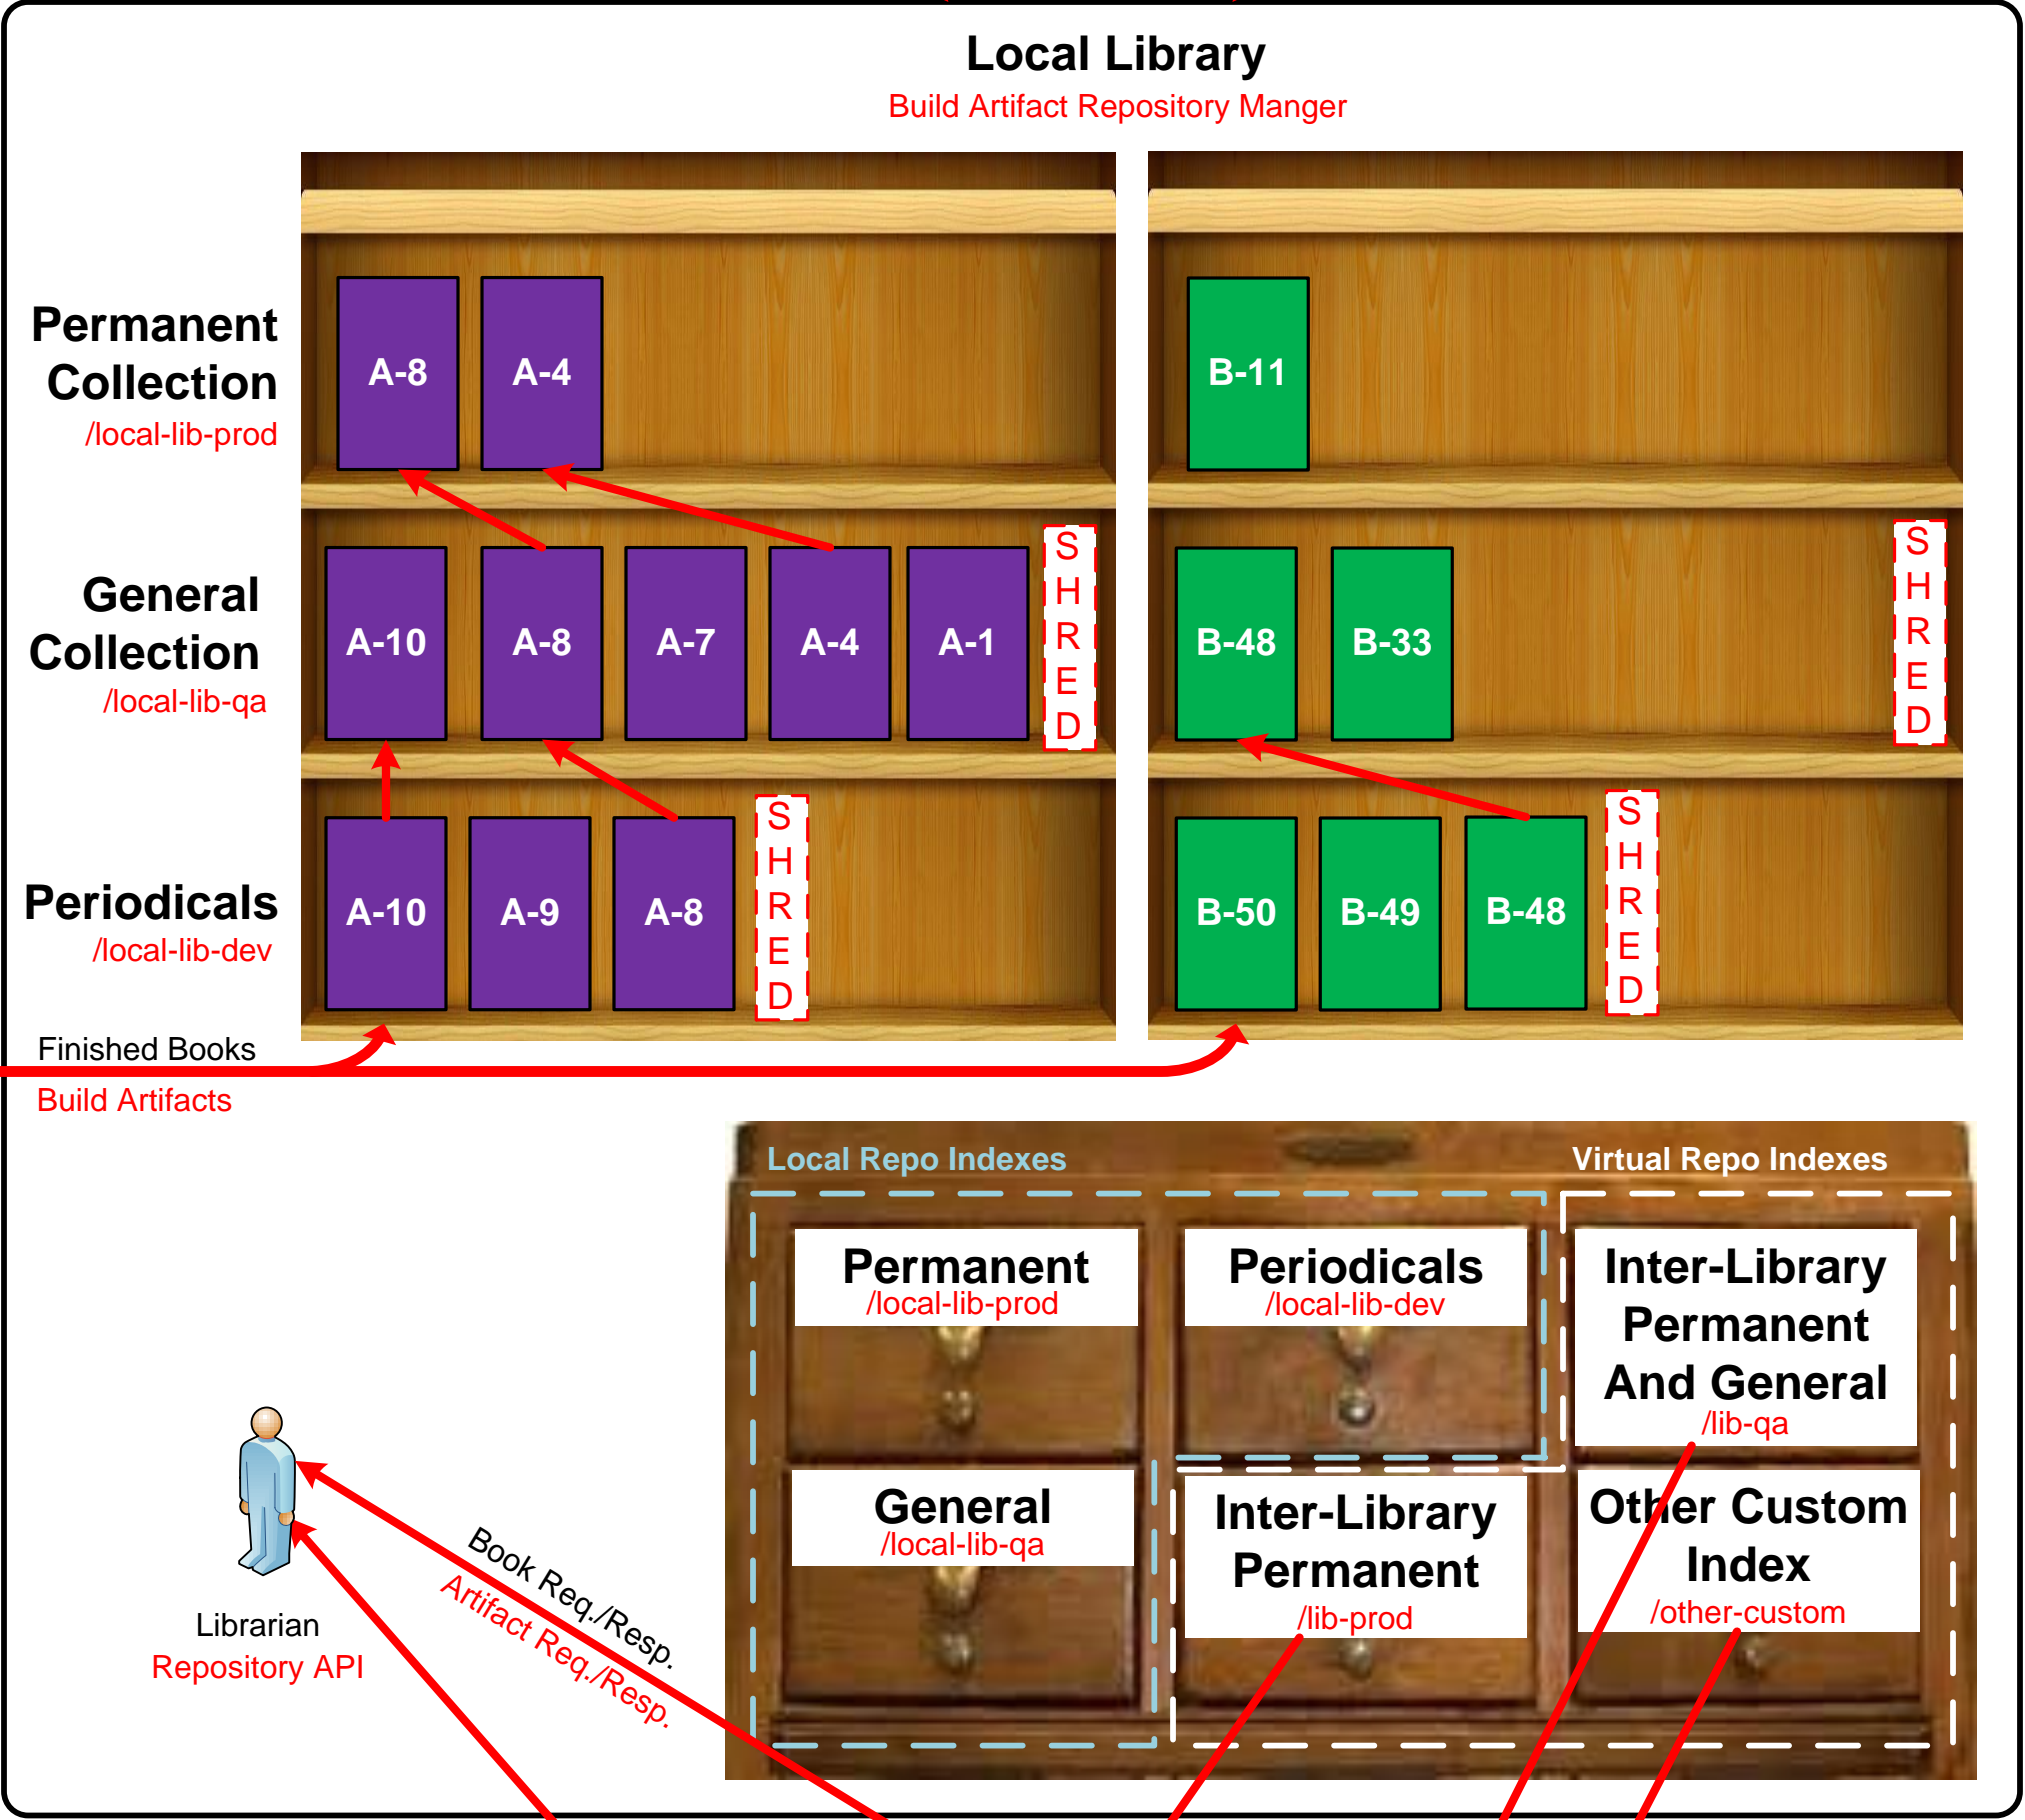 Local Library
Build Artifact Repository Manger
Permanent
Collection
/local-lib-prod
A-8
A-4
B-11
General
Collection
/local-lib-qa
A-10
A-8
A-7
A-4
A-1
SHRED
B-48
B-33
SHRED
Periodicals
/local-lib-dev
A-10
A-9
A-8
SHRED
B-50
B-49
B-48
SHRED
Finished Books
Build Artifacts
Local Repo Indexes
Virtual Repo Indexes
Permanent
/local-lib-prod
Periodicals
/local-lib-dev
Inter-Library
Permanent
And General
/lib-qa
General
/local-lib-qa
Inter-Library
Permanent
/lib-prod
Other Custom
Index
/other-custom
Librarian
Repository API
Book Req./Resp.
Artifact Req./Resp.